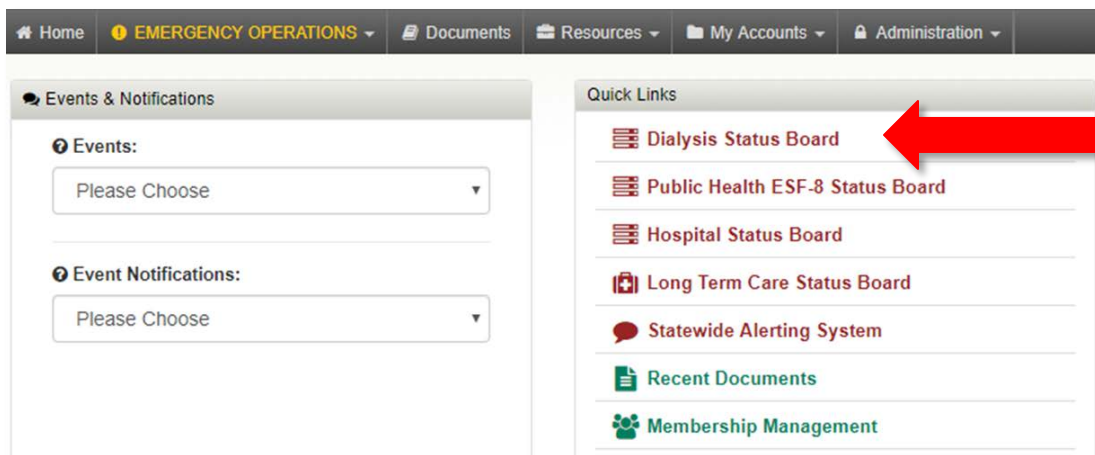 Home EMERGENCY OPERATIONS Documents Resources My Accounts Administration
Events & Notifications
Events:
Please Choose
Event Notifications:
Please Choose
Quick Links
Dialysis Status Board
Public Health ESF-8 Status Board
Hospital Status Board
Long Term Care Status Board
Statewide Alerting System
Recent Documents
Membership Management